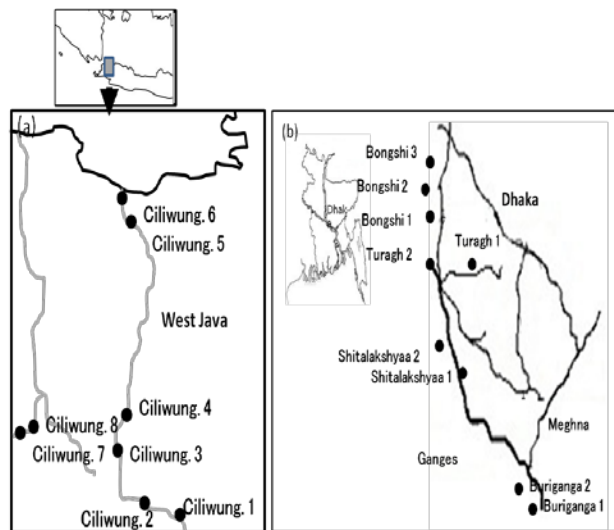 (a)
Ciliwung. 6
Ciliwung. 5
West Java
Ciliwung. 4
Ciliwung. 8
Ciliwung. 3
Ciliwung. 7
Ciliwung. 1
Ciliwung. 2
(b)
Bongshi 3
Bongshi 2
Dhaka
Dhak
Bongshi 1
Turagh 1
Turagh 2
Shitalakshyaa 2
Shitalakshyaa 1
Meghna
Ganges
Buriganga 2
Buriganga 1